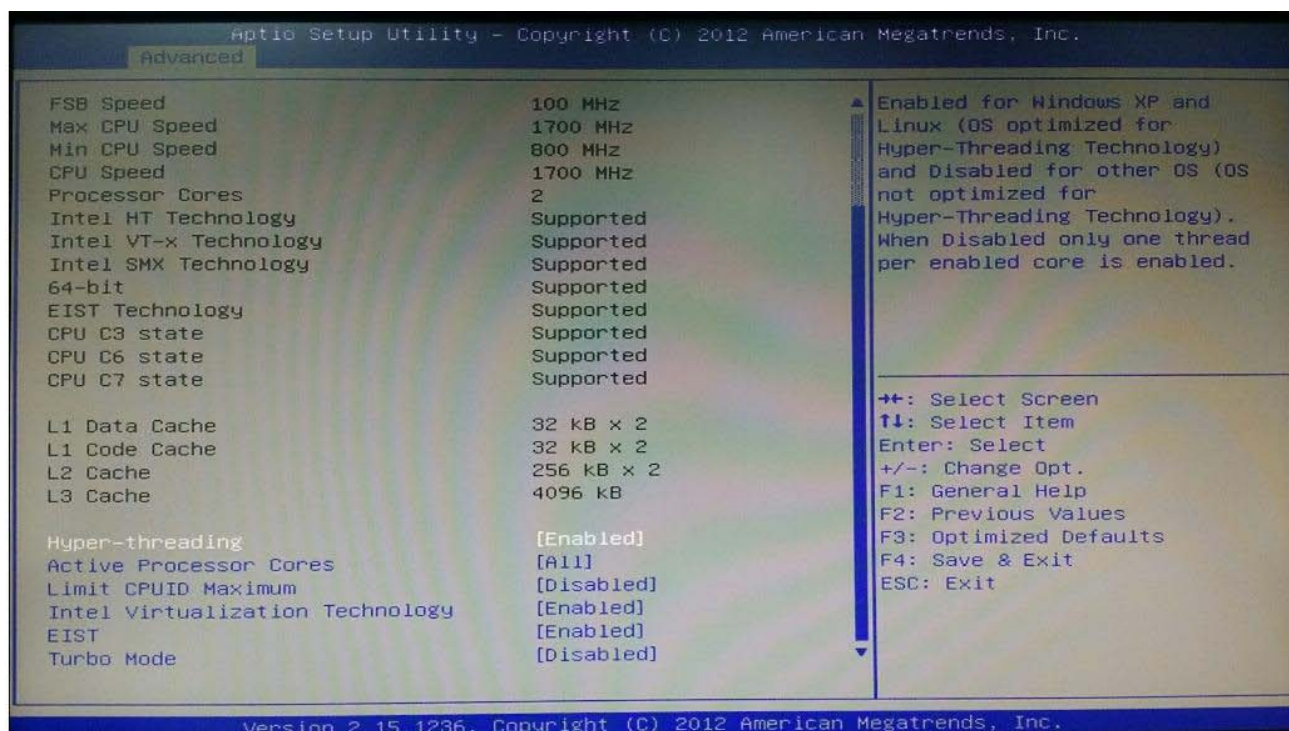 Aptio Setup Utility - Copyright (C) 2012 American Megatrends, Inc.
Advanced
FSB Speed 100 MHz
Max CPU Speed 1700 MHz
Min CPU Speed 800 MHz
CPU Speed 1700 MHz
Processor Cores 2
Intel HT Technology Supported
Intel VT-x Technology Supported
Intel SMX Technology Supported
64-bit Supported
EIST Technology Supported
CPU C3 state Supported
CPU C6 state Supported
CPU C7 state Supported
L1 Data Cache 32 kB x 2
L1 Code Cache 32 kB x 2
L2 Cache 256 kB x 2
L3 Cache 4096 kB
Hyper-threading [Enabled]
Active Processor Cores [All]
Limit CPUID Maximum [Disabled]
Intel Virtualization Technology [Enabled]
EIST [Enabled]
Turbo Mode [Disabled]
Enabled for Windows XP and
Linux (OS optimized for
Hyper-Threading Technology)
and Disabled for other OS (OS
not optimized for
Hyper-Threading Technology).
When Disabled only one thread
per enabled core is enabled.
→←: Select Screen
↑↓: Select Item
Enter: Select
+/-: Change Opt.
F1: General Help
F2: Previous Values
F3: Optimized Defaults
F4: Save & Exit
ESC: Exit
Version 2.15.1236. Copyright (C) 2012 American Megatrends, Inc.